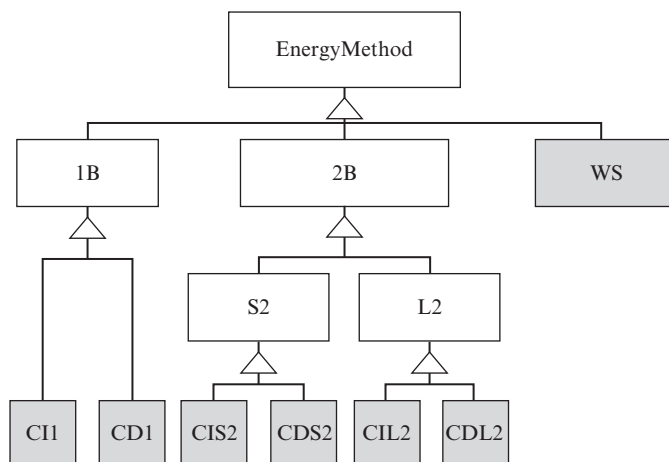 EnergyMethod
1B
2B
WS
S2
L2
CI1
CD1
CIS2
CDS2
CIL2
CDL2